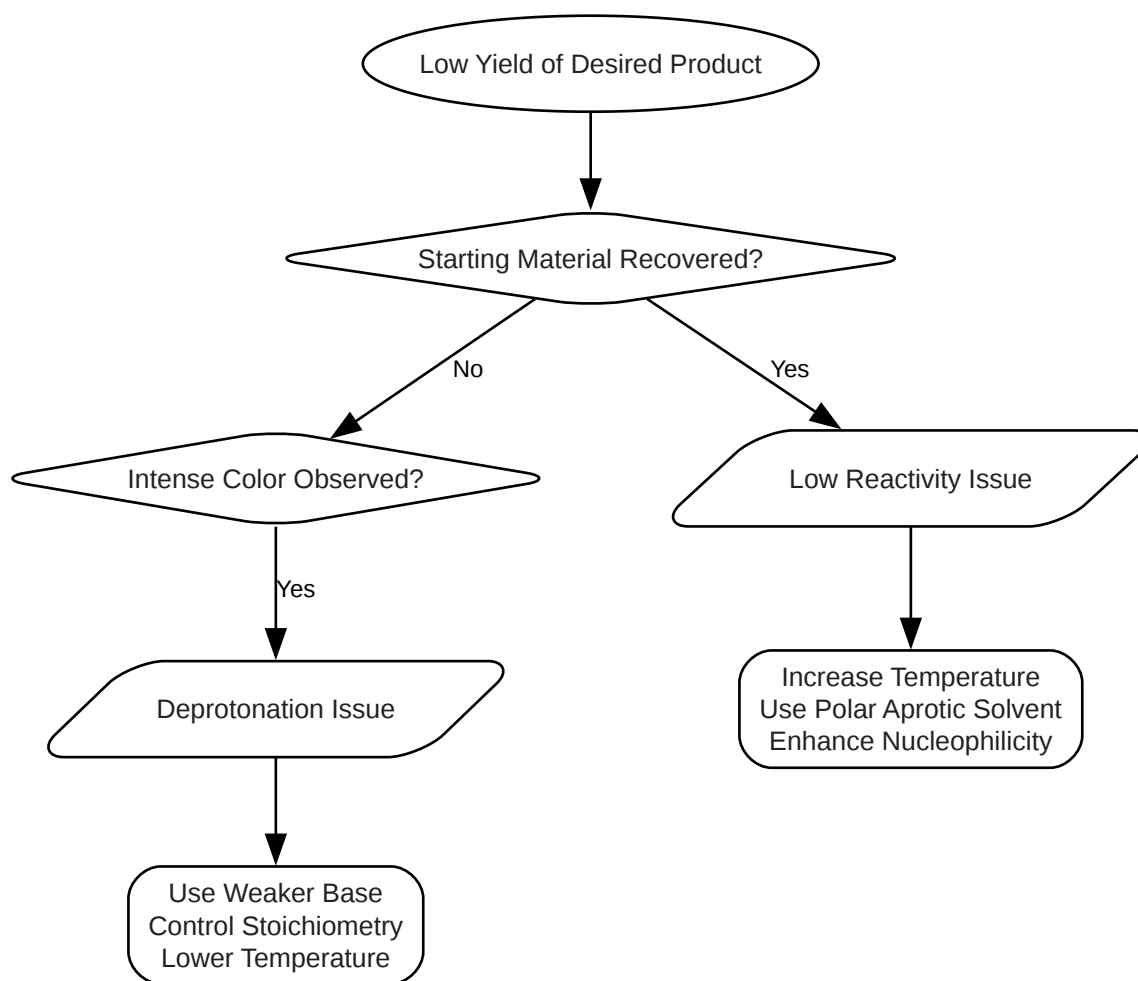 Low Yield of Desired Product
Starting Material Recovered?
No
Yes
Intense Color Observed?
Low Reactivity Issue
Yes
Deprotonation Issue
Increase Temperature
Use Polar Aprotic Solvent
Enhance Nucleophilicity
Use Weaker Base
Control Stoichiometry
Lower Temperature